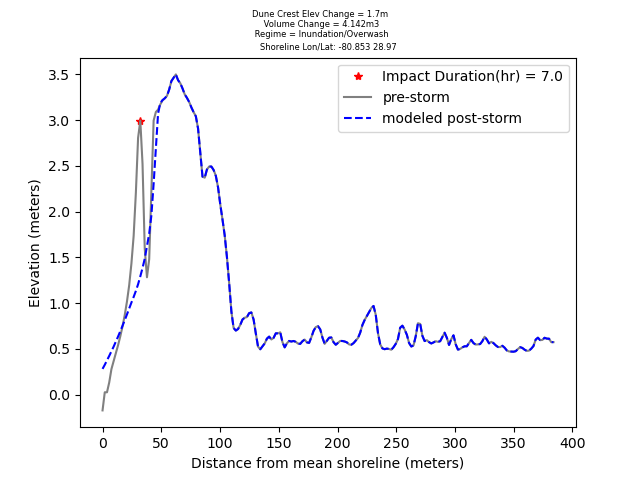 Dune Crest Elev Change = 1.7m
Volume Change = 4.142m3
Regime = Inundation/Overwash
Shoreline Lon/Lat: -80.853 28.97
Impact Duration(hr) = 7.0
pre-storm
modeled post-storm
3.5
3.0
2.5
2.0
1.5
1.0
0.5
0.0
Elevation (meters)
0 50 100 150 200 250 300 350 400
Distance from mean shoreline (meters)